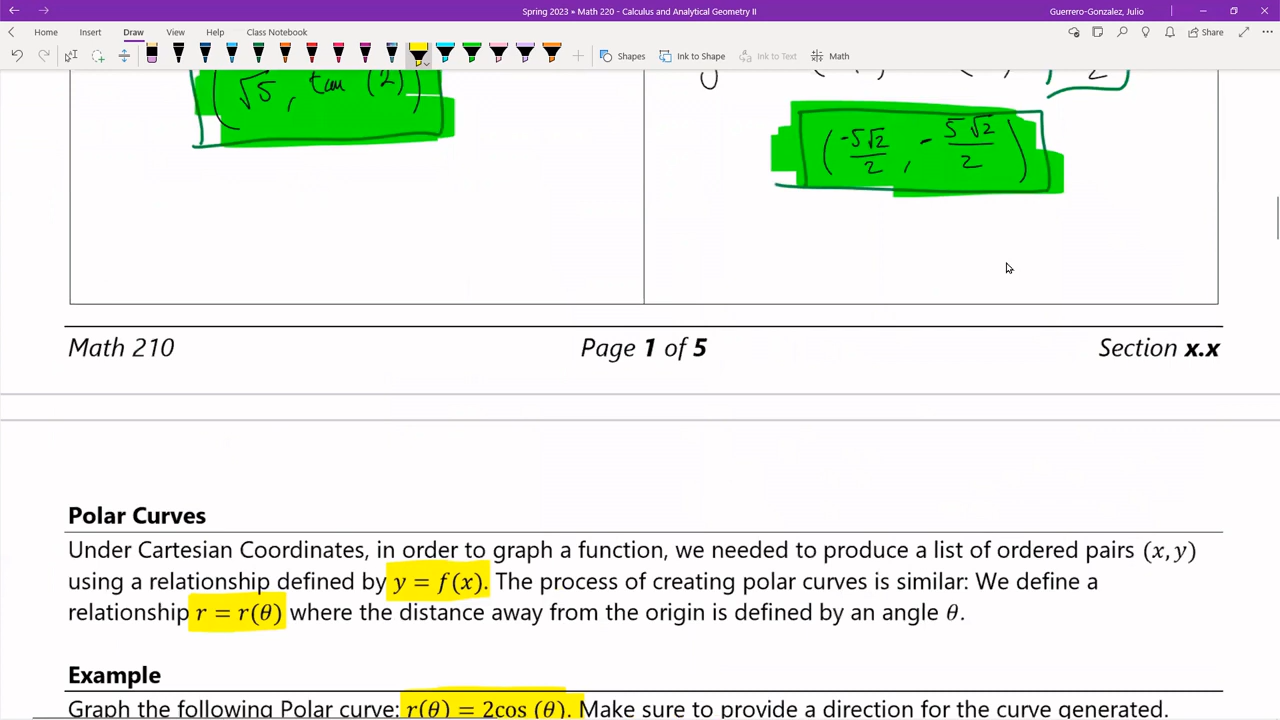 Spring 2023 » Math 220 - Calculus and Analytical Geometry II
Guerrero-Gonzalez, Julio
Home Insert Draw View Help Class Notebook
Share
Shapes Ink to Shape Ink to Text Math
(√5, tan (2))
2
(-5√2/2, -5√2/2)
Math 210 Page 1 of 5 Section x.x
Polar Curves
Under Cartesian Coordinates, in order to graph a function, we needed to produce a list of ordered pairs (x, y)
using a relationship defined by y = f(x). The process of creating polar curves is similar: We define a
relationship r = r(θ) where the distance away from the origin is defined by an angle θ.
Example
Graph the following Polar curve: r(θ) = 2cos (θ). Make sure to provide a direction for the curve generated.